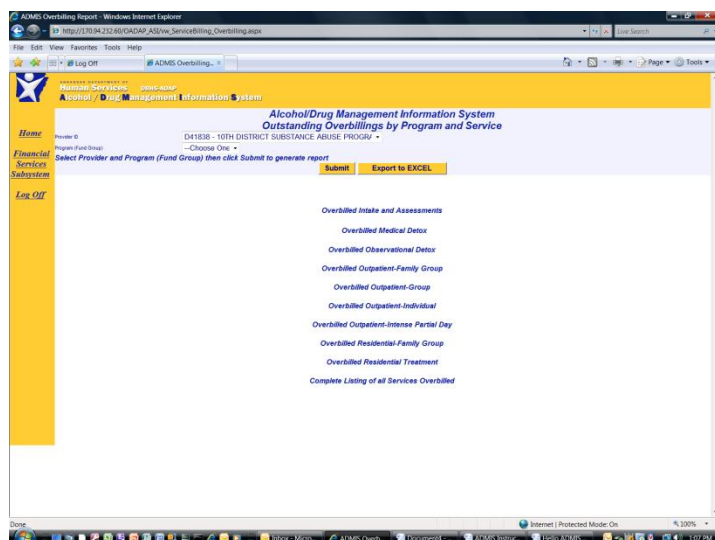 ADMIS Overbilling Report - Windows Internet Explorer
http://170.94.232.60/OADAP_ASI/vw_ServiceBilling_Overbilling.aspx
Live Search
File Edit View Favorites Tools Help
Log Off
ADMIS Overbilling...
Page
Tools
Human Services
Alcohol / Drug Management Information System
Alcohol/Drug Management Information System
Outstanding Overbillings by Program and Service
Home
Financial Services Subsystem
Log Off
Provider ID
D41838 - 10TH DISTRICT SUBSTANCE ABUSE PROGR
Program (Fund Group)
--Choose One
Select Provider and Program (Fund Group) then click Submit to generate report
Submit
Export to EXCEL
Overbilled Intake and Assessments
Overbilled Medical Detox
Overbilled Observational Detox
Overbilled Outpatient-Family Group
Overbilled Outpatient-Group
Overbilled Outpatient-Individual
Overbilled Outpatient-Intense Partial Day
Overbilled Residential-Family Group
Overbilled Residential Treatment
Complete Listing of all Services Overbilled
Done
Internet | Protected Mode: On
100%
Inbox - Micro...
ADMIS Overb...
Document4 -
ADMIS Instruc...
Hello ADMIS
1:07 PM